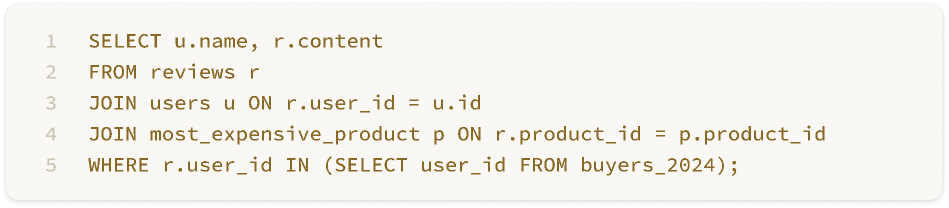 1 SELECT u.name, r.content
2 FROM reviews r
3 JOIN users u ON r.user_id = u.id
4 JOIN most_expensive_product p ON r.product_id = p.product_id
5 WHERE r.user_id IN (SELECT user_id FROM buyers_2024);